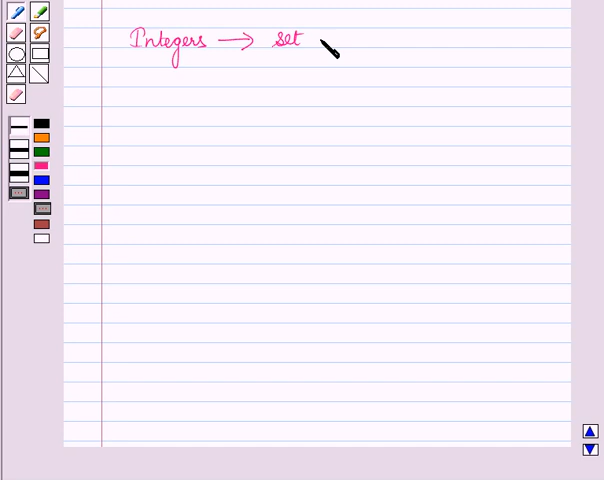 Integers → set